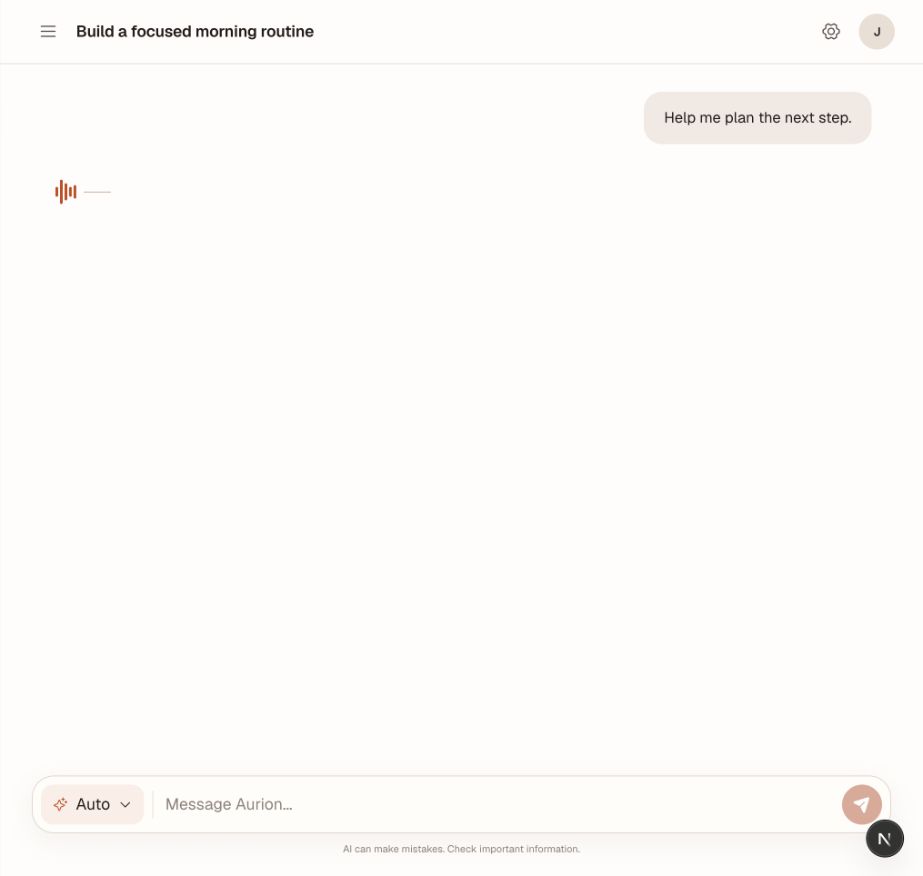 Build a focused morning routine
J
Help me plan the next step.
Auto
Message Aurion...
N
AI can make mistakes. Check important information.